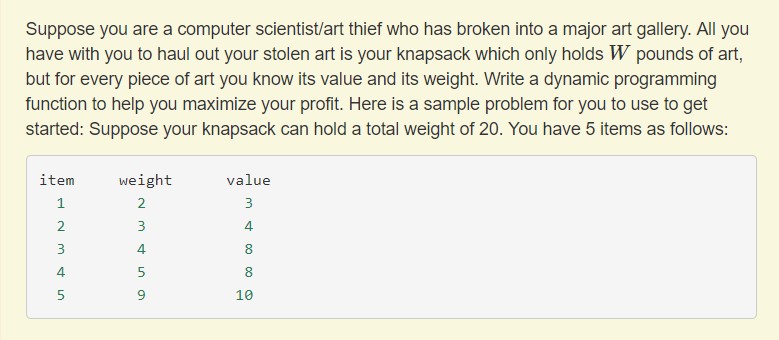 Suppose you are a computer scientist/art thief who has broken into a major art gallery. All you
have with you to haul out your stolen art is your knapsack which only holds W pounds of art,
but for every piece of art you know its value and its weight. Write a dynamic programming
function to help you maximize your profit. Here is a sample problem for you to use to get
started: Suppose your knapsack can hold a total weight of 20. You have 5 items as follows:
item weight value
1 2 3
2 3 4
3 4 8
4 5 8
5 9 10